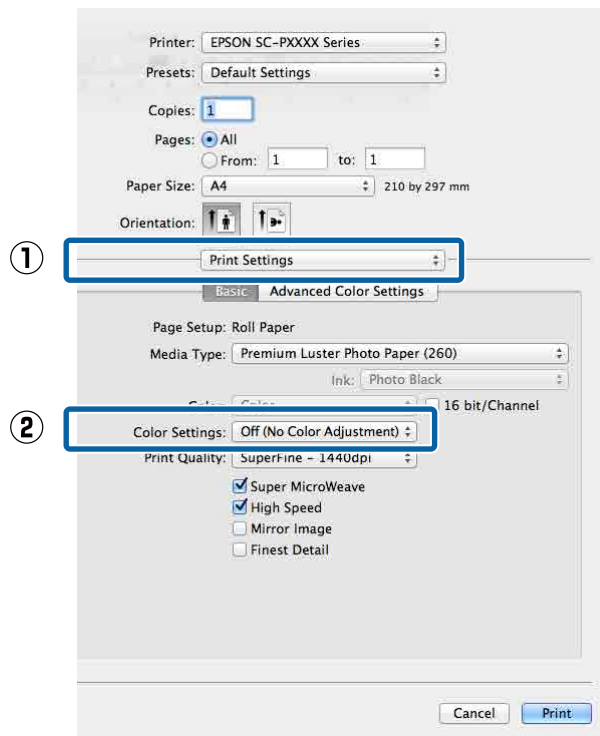 Printer: EPSON SC-PXXXX Series
Presets: Default Settings
Copies: 1
Pages: All
From: 1 to: 1
Paper Size: A4 210 by 297 mm
Orientation:
① Print Settings
Basic Advanced Color Settings
Page Setup: Roll Paper
Media Type: Premium Luster Photo Paper (260)
Ink: Photo Black
Color: Color 16 bit/Channel
② Color Settings: Off (No Color Adjustment)
Print Quality: SuperFine – 1440dpi
Super MicroWeave
High Speed
Mirror Image
Finest Detail
Cancel Print